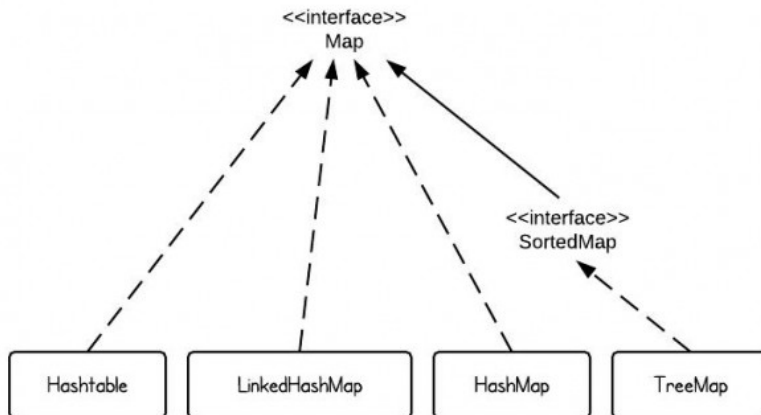 <<interface>>
Map
<<interface>>
SortedMap
Hashtable
LinkedHashMap
HashMap
TreeMap